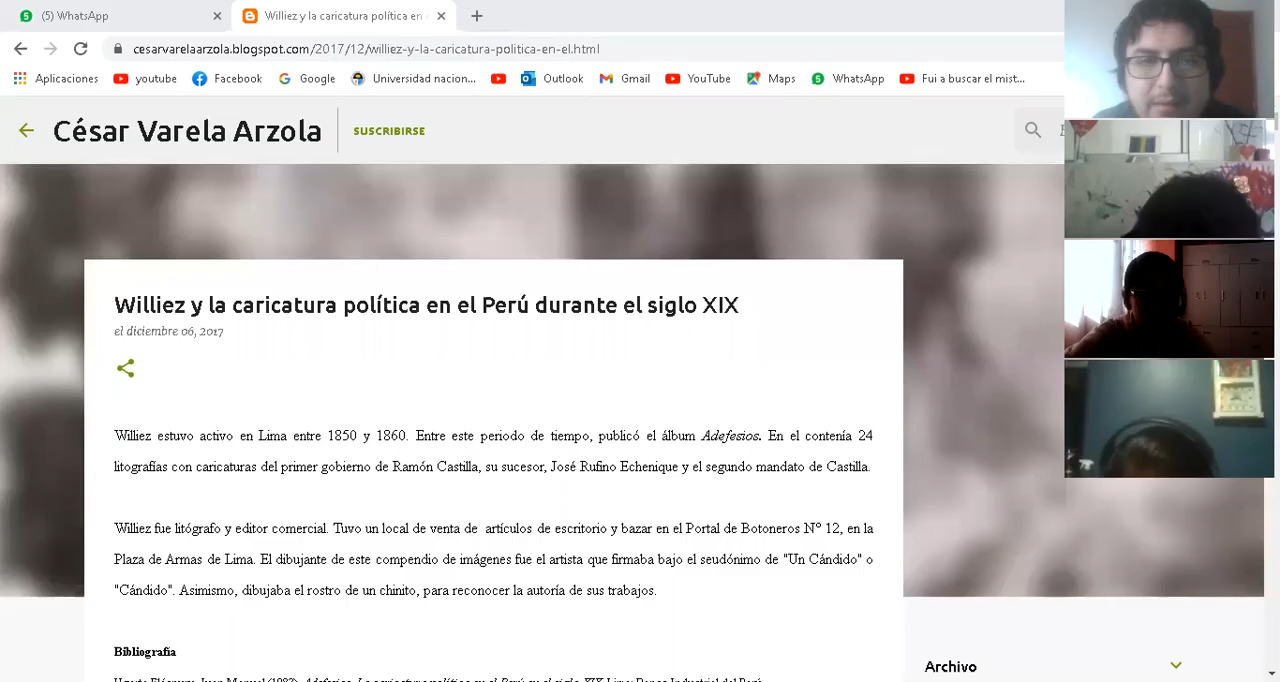 (5) WhatsApp
Williez y la caricatura política en
cesarvarelaarzola.blogspot.com/2017/12/williez-y-la-caricatura-politica-en-el.html
Aplicaciones youtube Facebook Google Universidad nacion... Outlook Gmail YouTube Maps WhatsApp Fui a buscar el mist...
César Varela Arzola SUSCRIBIRSE
Williez y la caricatura política en el Perú durante el siglo XIX
el diciembre 06, 2017
Williez estuvo activo en Lima entre 1850 y 1860. Entre este periodo de tiempo, publicó el álbum Adefesios. En el contenía 24
litografías con caricaturas del primer gobierno de Ramón Castilla, su sucesor, José Rufino Echenique y el segundo mandato de Castilla.
Williez fue litógrafo y editor comercial. Tuvo un local de venta de artículos de escritorio y bazar en el Portal de Botoneros N° 12, en la
Plaza de Armas de Lima. El dibujante de este compendio de imágenes fue el artista que firmaba bajo el seudónimo de "Un Cándido" o
"Cándido". Asimismo, dibujaba el rostro de un chinito, para reconocer la autoría de sus trabajos.
Bibliografía
Archivo